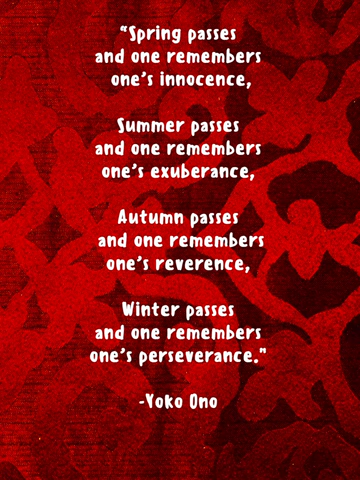 “Spring passes
and one remembers
one’s innocence,
Summer passes
and one remembers
one’s exuberance,
Autumn passes
and one remembers
one’s reverence,
Winter passes
and one remembers
one’s perseverance."
-Yoko Ono